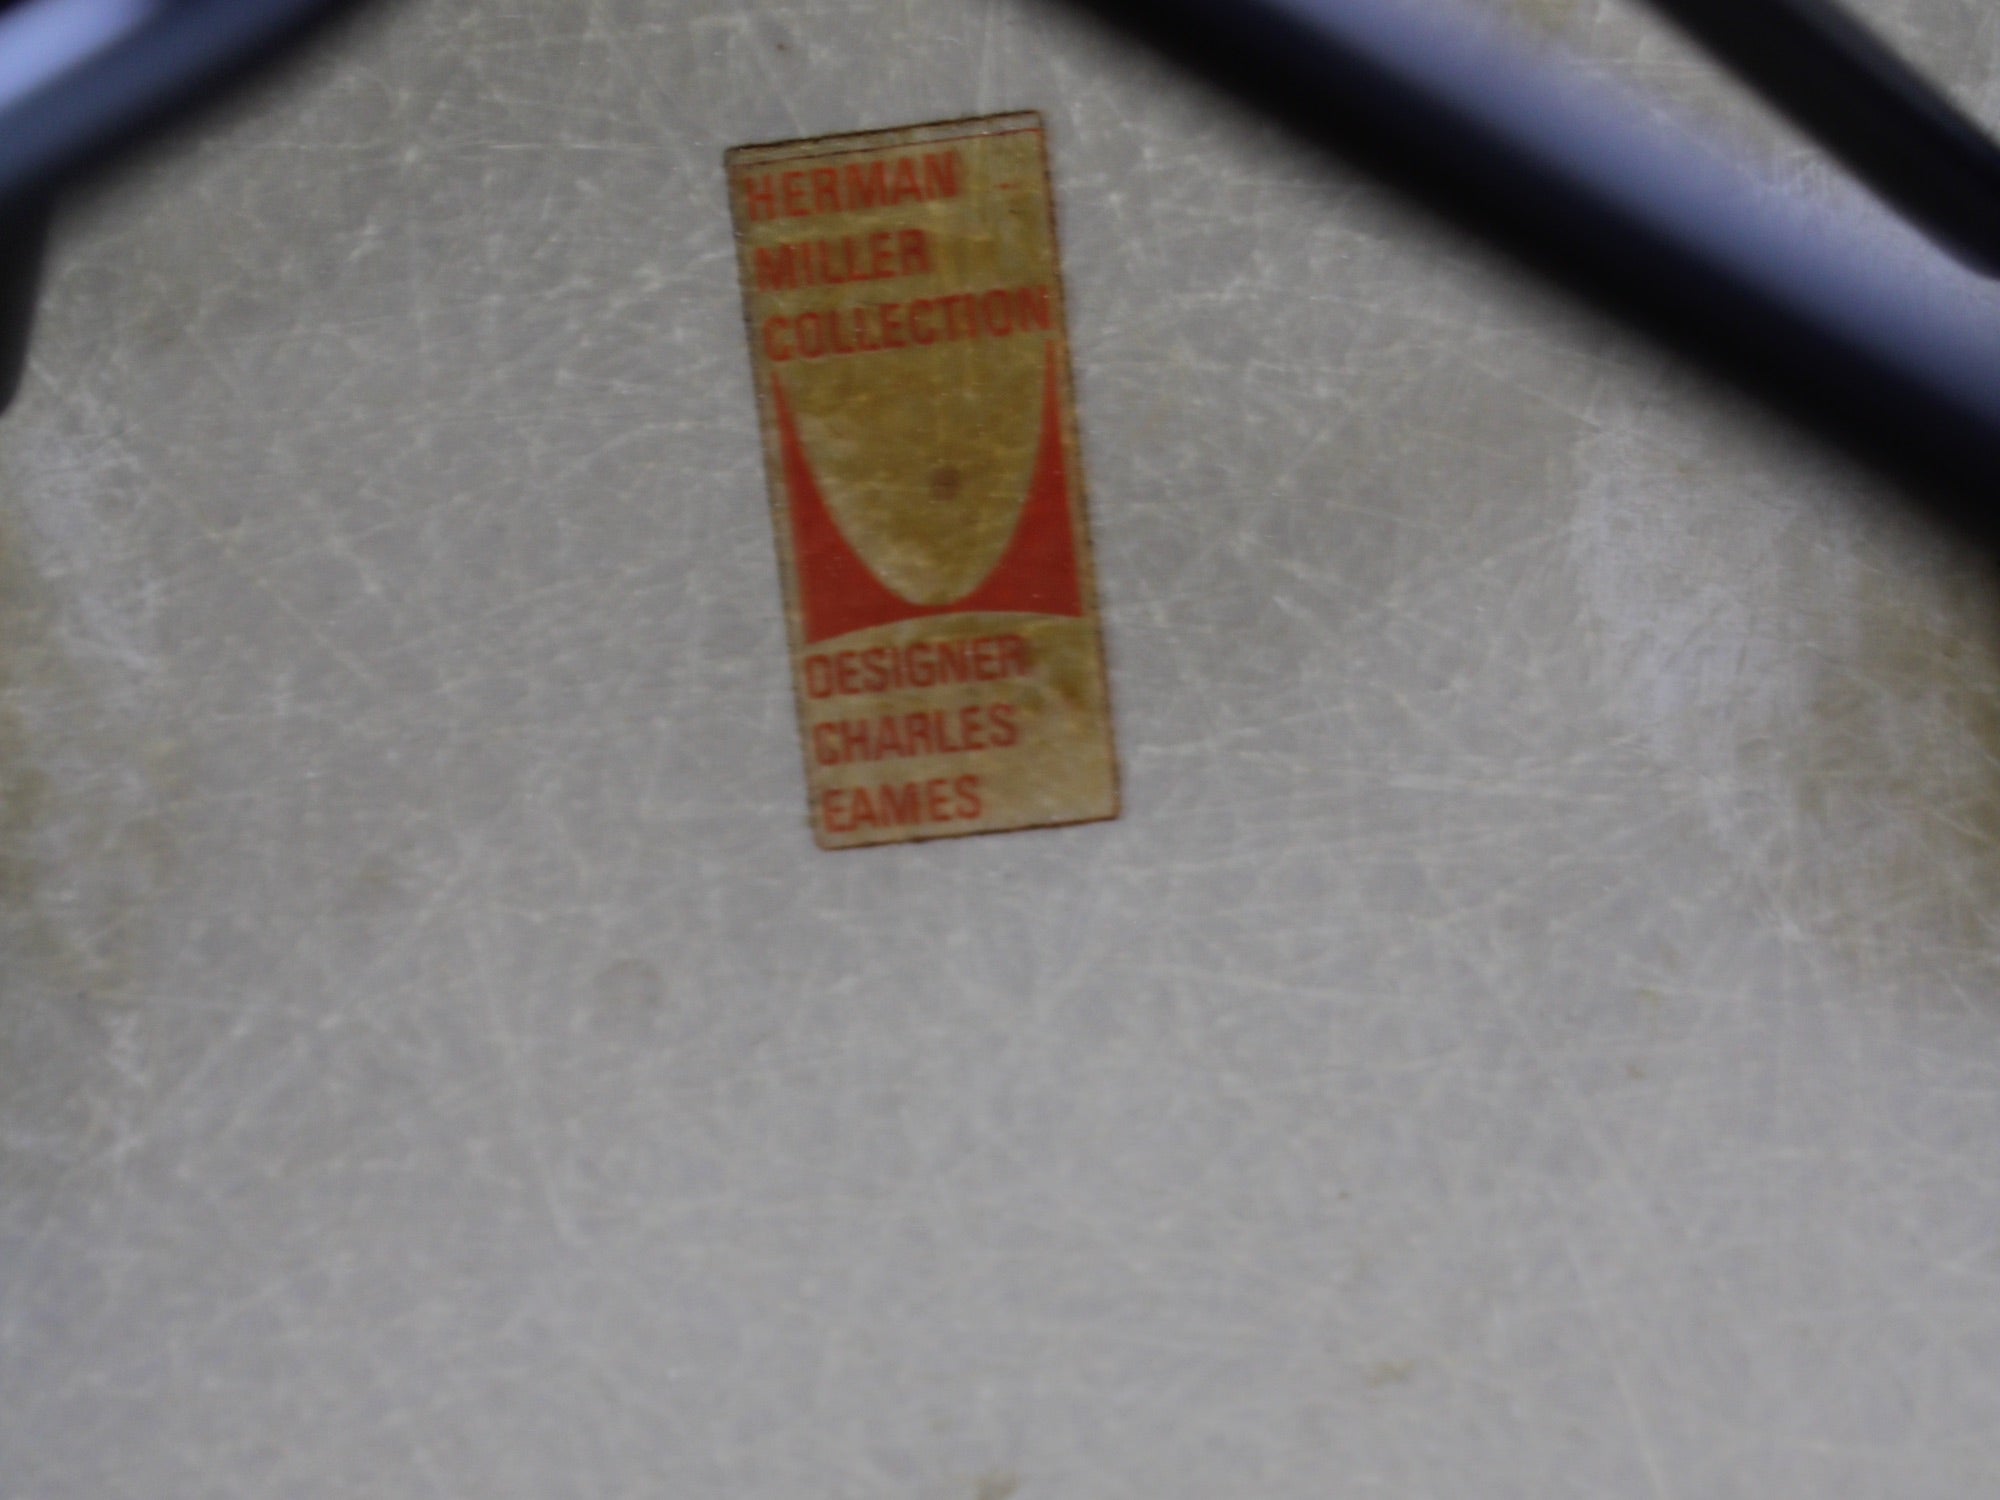 HERMAN
MILLER
COLLECTION
DESIGNER
CHARLES
EAMES